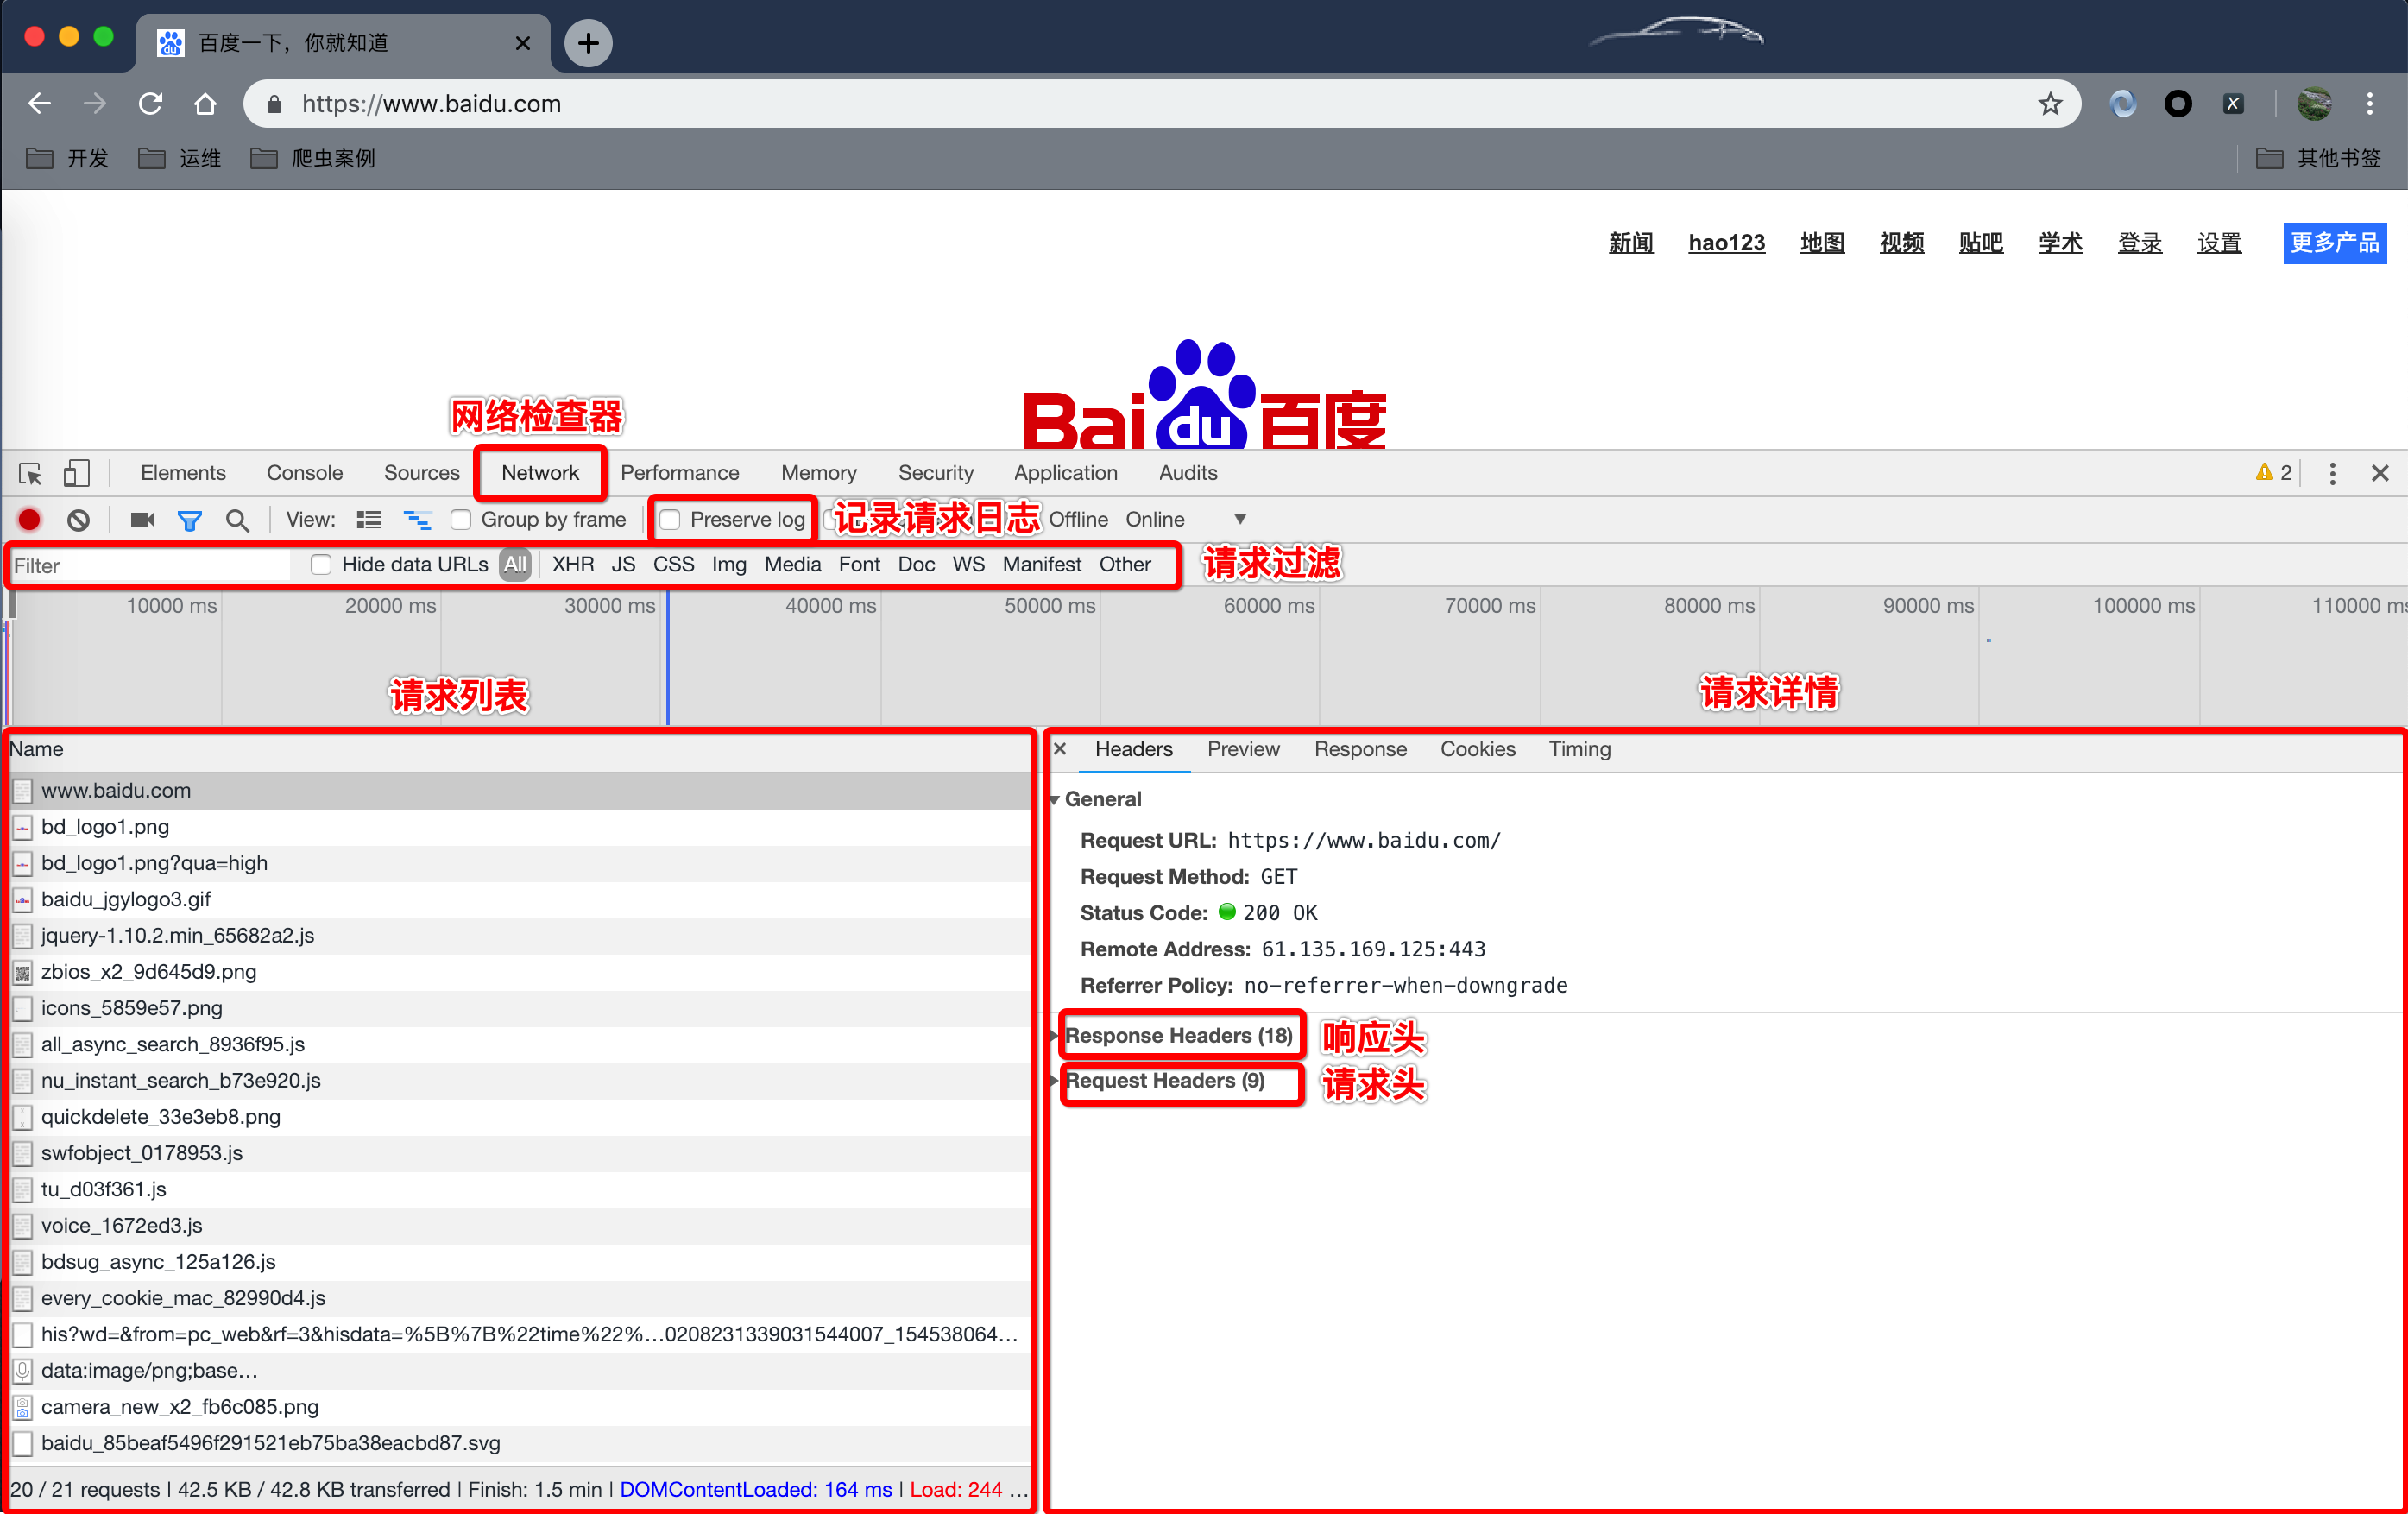 百度一下，你就知道
https://www.baidu.com
开发 运维 爬虫案例 其他书签
新闻 hao123 地图 视频 贴吧 学术 登录 设置 更多产品
Bai du 百度
网络检查器
Elements Console Sources Network Performance Memory Security Application Audits 2
View: Group by frame Preserve log 记录请求日志 Offline Online
Filter Hide data URLs All XHR JS CSS Img Media Font Doc WS Manifest Other 请求过滤
10000 ms 20000 ms 30000 ms 40000 ms 50000 ms 60000 ms 70000 ms 80000 ms 90000 ms 100000 ms 110000 ms
请求列表 请求详情
Name
www.baidu.com
bd_logo1.png
bd_logo1.png?qua=high
baidu_jgylogo3.gif
jquery-1.10.2.min_65682a2.js
zbios_x2_9d645d9.png
icons_5859e57.png
all_async_search_8936f95.js
nu_instant_search_b73e920.js
quickdelete_33e3eb8.png
swfobject_0178953.js
tu_d03f361.js
voice_1672ed3.js
bdsug_async_125a126.js
every_cookie_mac_82990d4.js
his?wd=&from=pc_web&rf=3&hisdata=%5B%7B%22time%22%…0208231339031544007_154538064…
data:image/png;base…
camera_new_x2_fb6c085.png
baidu_85beaf5496f291521eb75ba38eacbd87.svg
20 / 21 requests | 42.5 KB / 42.8 KB transferred | Finish: 1.5 min | DOMContentLoaded: 164 ms | Load: 244 …
Headers Preview Response Cookies Timing
General
Request URL: https://www.baidu.com/
Request Method: GET
Status Code: 200 OK
Remote Address: 61.135.169.125:443
Referrer Policy: no-referrer-when-downgrade
Response Headers (18) 响应头
Request Headers (9) 请求头